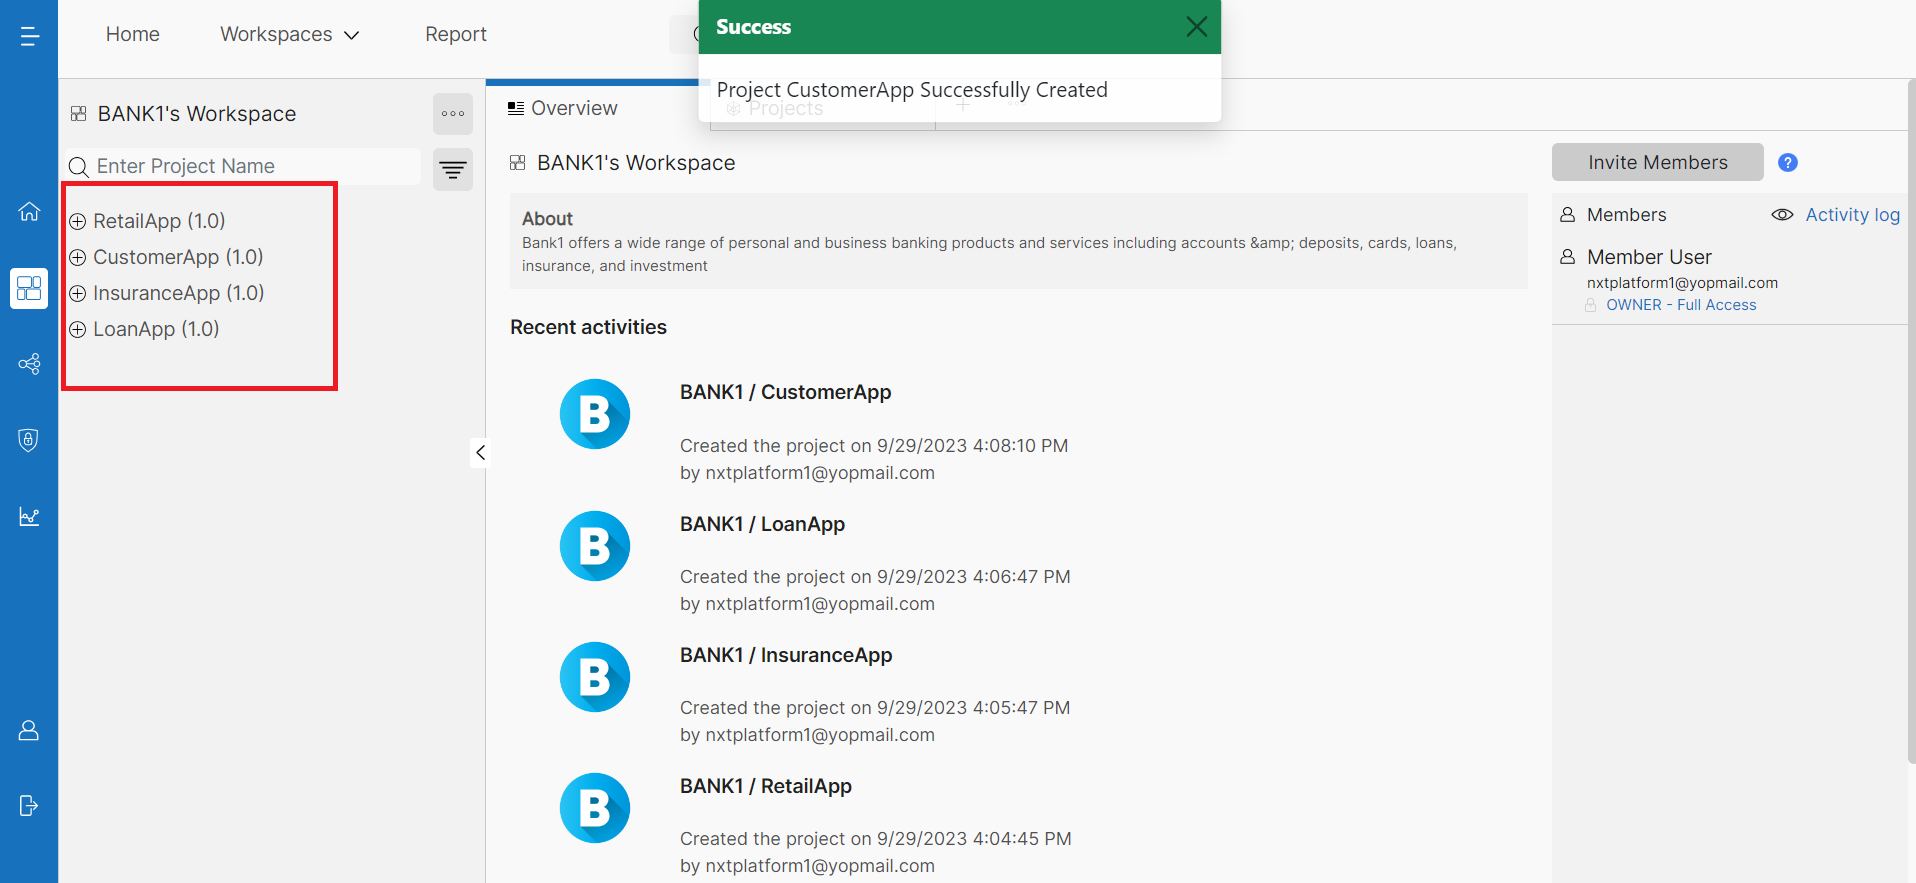 Home
Workspaces
Report
Success
Project CustomerApp Successfully Created
BANK1's Workspace
Enter Project Name
RetailApp (1.0)
CustomerApp (1.0)
InsuranceApp (1.0)
LoanApp (1.0)
Overview
Projects
BANK1's Workspace
About
Bank1 offers a wide range of personal and business banking products and services including accounts &amp; deposits, cards, loans,
insurance, and investment
Recent activities
B
BANK1 / CustomerApp
Created the project on 9/29/2023 4:08:10 PM
by nxtplatform1@yopmail.com
B
BANK1 / LoanApp
Created the project on 9/29/2023 4:06:47 PM
by nxtplatform1@yopmail.com
B
BANK1 / InsuranceApp
Created the project on 9/29/2023 4:05:47 PM
by nxtplatform1@yopmail.com
B
BANK1 / RetailApp
Created the project on 9/29/2023 4:04:45 PM
by nxtplatform1@yopmail.com
Invite Members
?
Members
Activity log
Member User
nxtplatform1@yopmail.com
OWNER - Full Access